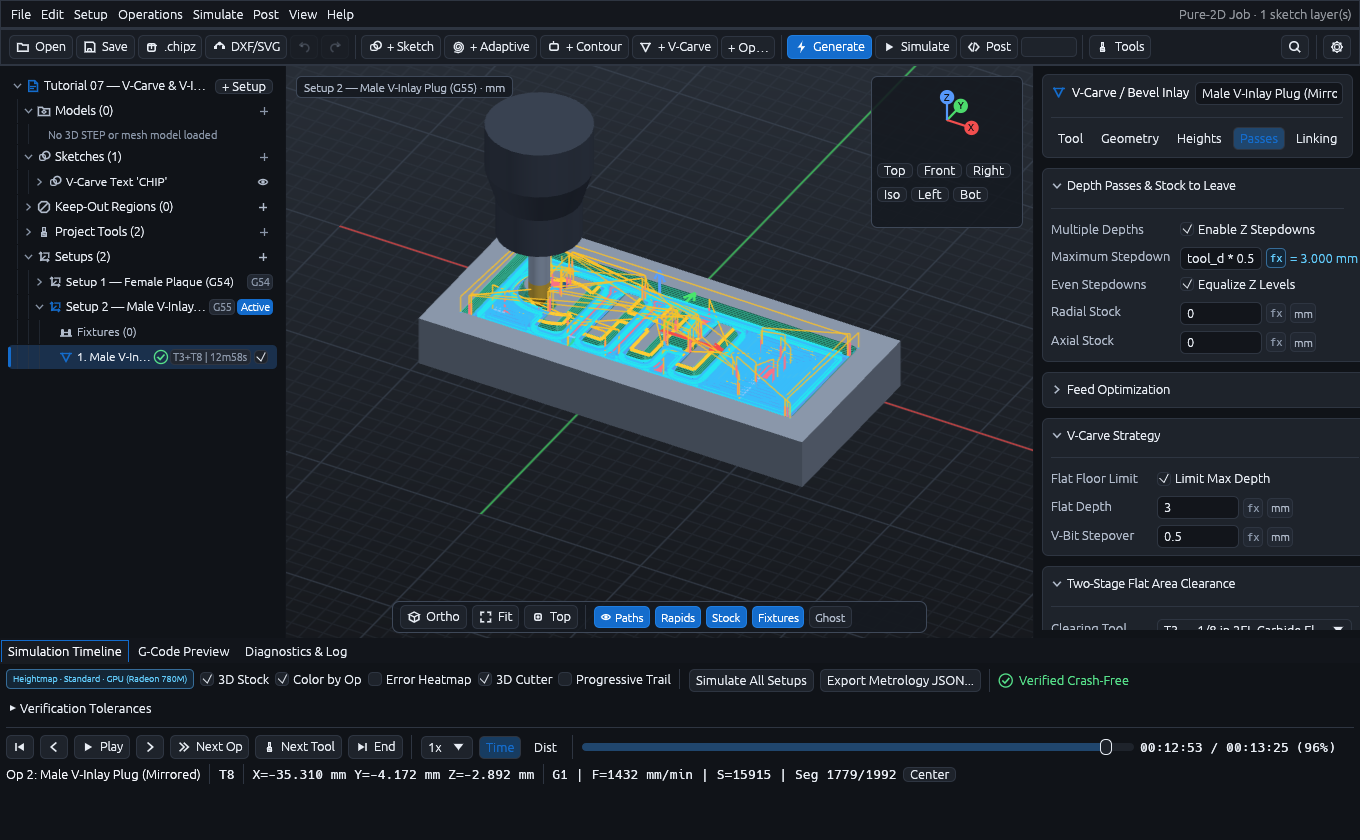 File Edit Setup Operations Simulate Post View Help
Pure-2D Job · 1 sketch layer(s)
Open Save .chipz DXF/SVG + Sketch + Adaptive + Contour + V-Carve + Op... Generate Simulate Post Tools
Tutorial 07 — V-Carve & V-I... + Setup
Models (0) +
No 3D STEP or mesh model loaded
Sketches (1) +
V-Carve Text 'CHIP'
Keep-Out Regions (0) +
Project Tools (2) +
Setups (2) +
Setup 1 — Female Plaque (G54) G54
Setup 2 — Male V-Inlay... G55 Active
Fixtures (0)
1. Male V-In... T3+T8 | 12m58s
Setup 2 — Male V-Inlay Plug (G55) · mm
Z
Y
X
Top Front Right
Iso Left Bot
Ortho Fit Top Paths Rapids Stock Fixtures Ghost
V-Carve / Bevel Inlay Male V-Inlay Plug (Mirrc
Tool Geometry Heights Passes Linking
Depth Passes & Stock to Leave
Multiple Depths Enable Z Stepdowns
Maximum Stepdown tool_d * 0.5 fx = 3.000 mm
Even Stepdowns Equalize Z Levels
Radial Stock 0 fx mm
Axial Stock 0 fx mm
Feed Optimization
V-Carve Strategy
Flat Floor Limit Limit Max Depth
Flat Depth 3 fx mm
V-Bit Stepover 0.5 fx mm
Two-Stage Flat Area Clearance
Clearing Tool T3 — 1/8 in 2FL Carbide Fl
Simulation Timeline G-Code Preview Diagnostics & Log
Heightmap · Standard · GPU (Radeon 780M) 3D Stock Color by Op Error Heatmap 3D Cutter Progressive Trail Simulate All Setups Export Metrology JSON... Verified Crash-Free
Verification Tolerances
Play Next Op Next Tool End 1x Time Dist 00:12:53 / 00:13:25 (96%)
Op 2: Male V-Inlay Plug (Mirrored) T8 X=-35.310 mm Y=-4.172 mm Z=-2.892 mm G1 | F=1432 mm/min | S=15915 | Seg 1779/1992 Center